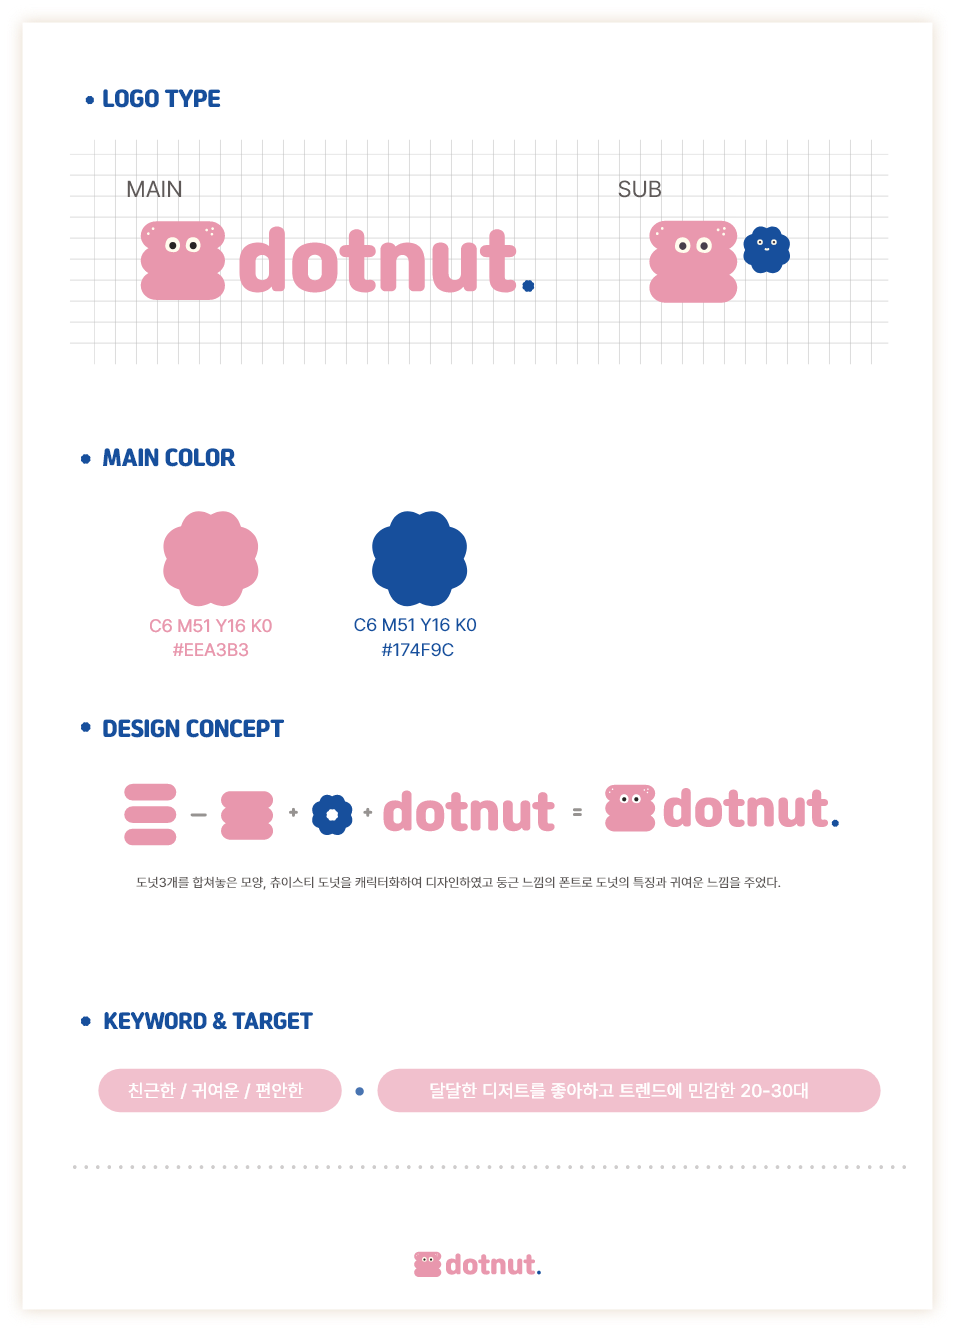 LOGO TYPE
MAIN
SUB
dotnut.
MAIN COLOR
C6 M51 Y16 K0
#EEA3B3
C6 M51 Y16 K0
#174F9C
DESIGN CONCEPT
dotnut = dotnut.
도넛3개를 합쳐놓은 모양, 츄이스티 도넛을 캐릭터화하여 디자인하였고 둥근 느낌의 폰트로 도넛의 특징과 귀여운 느낌을 주었다.
KEYWORD & TARGET
친근한 / 귀여운 / 편안한
달달한 디저트를 좋아하고 트렌드에 민감한 20-30대
dotnut.